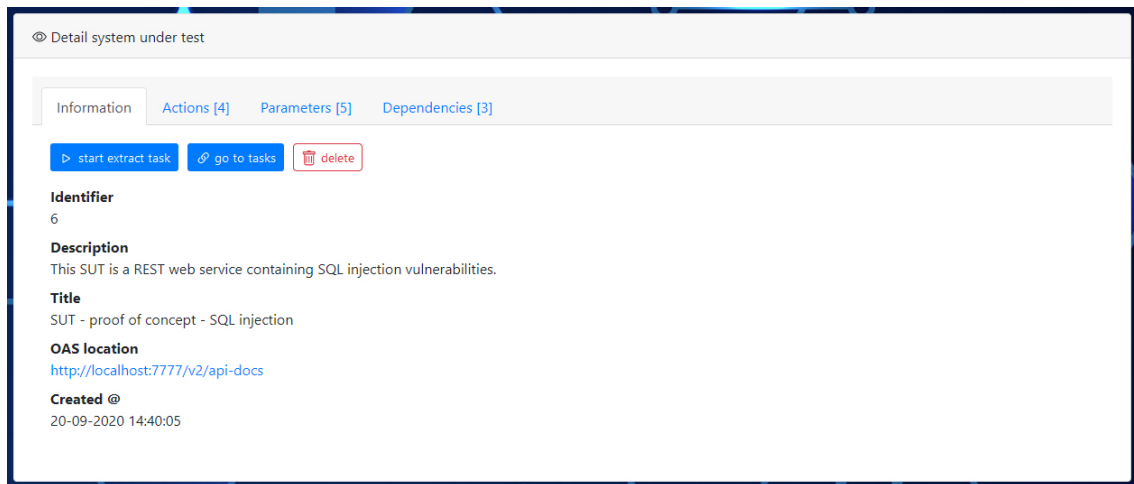 Detail system under test
Information Actions [4] Parameters [5] Dependencies [3]
start extract task go to tasks delete
Identifier
6
Description
This SUT is a REST web service containing SQL injection vulnerabilities.
Title
SUT - proof of concept - SQL injection
OAS location
http://localhost:7777/v2/api-docs
Created @
20-09-2020 14:40:05